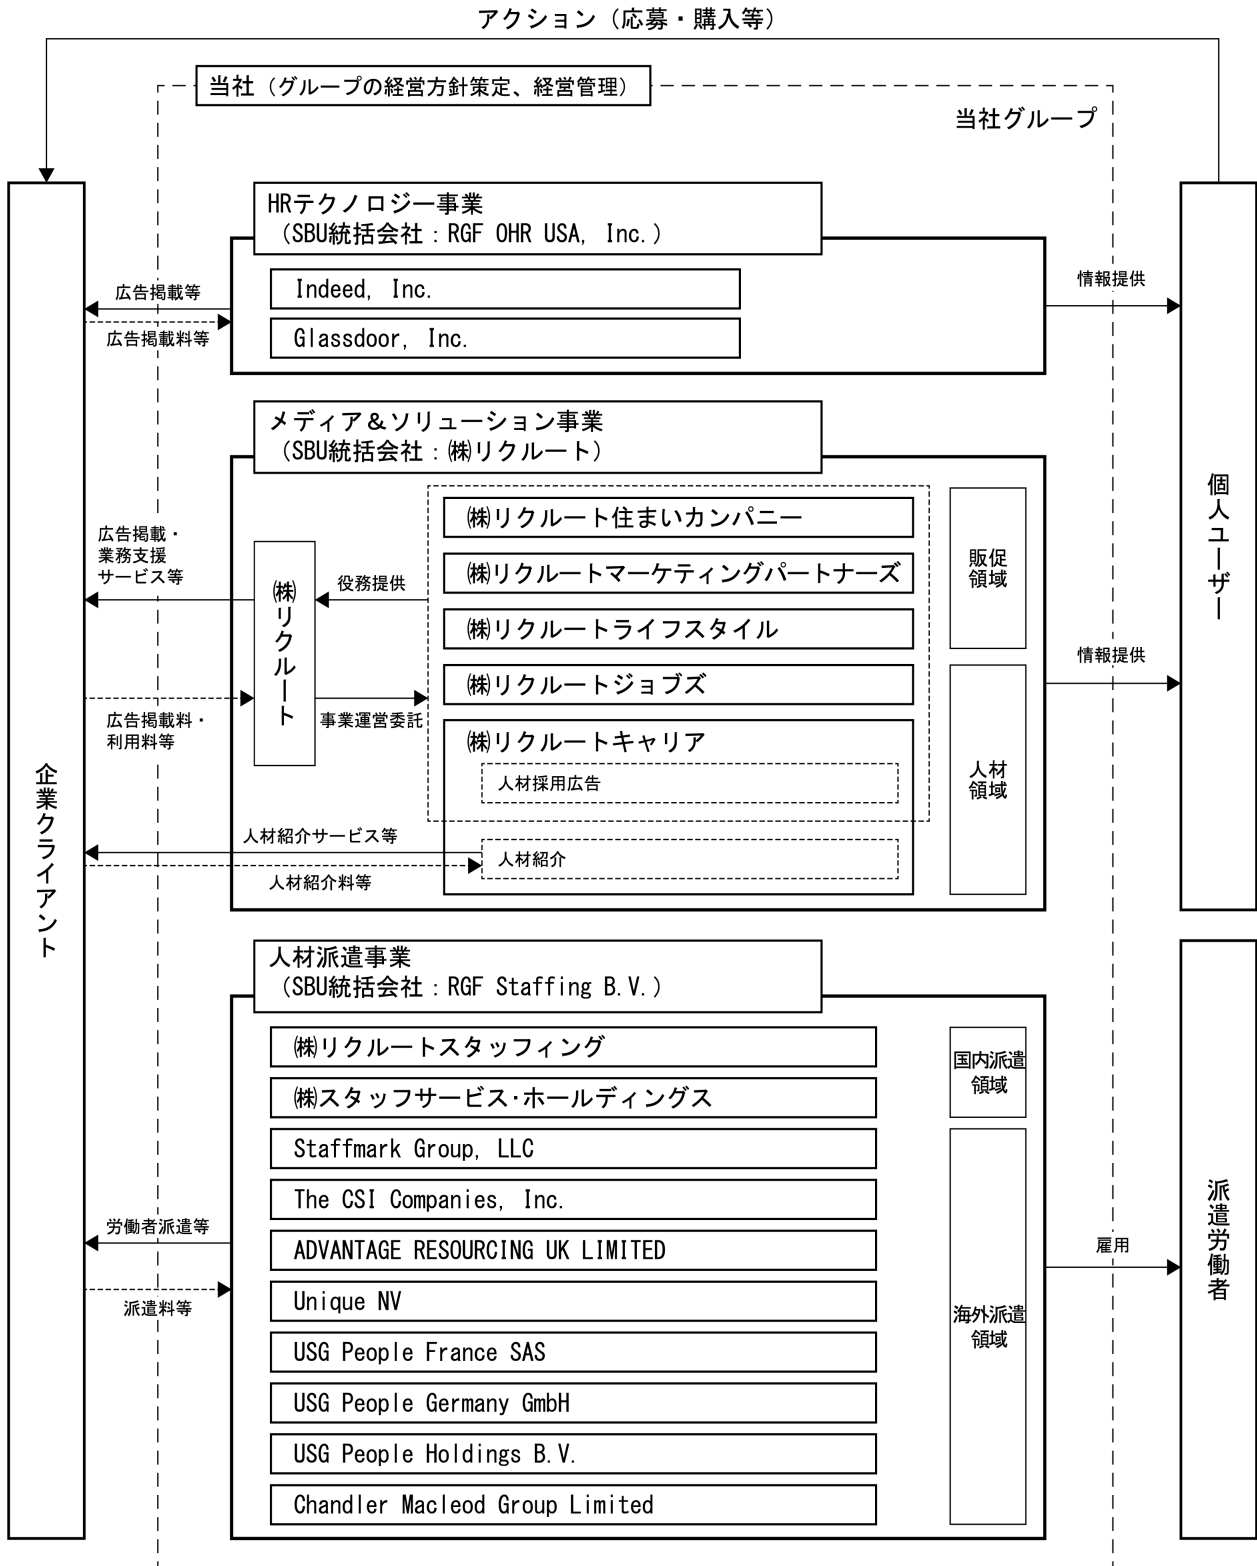 アクション（応募・購入等）
当社（グループの経営方針策定、経営管理）
当社グループ
企業クライアント
HRテクノロジー事業
（SBU統括会社：RGF OHR USA, Inc.）
Indeed, Inc.
Glassdoor, Inc.
広告掲載等
広告掲載料等
情報提供
個人ユーザー
メディア＆ソリューション事業
（SBU統括会社：㈱リクルート）
広告掲載・
業務支援
サービス等
広告掲載料・
利用料等
㈱リクルート
役務提供
事業運営委託
㈱リクルート住まいカンパニー
㈱リクルートマーケティングパートナーズ
㈱リクルートライフスタイル
㈱リクルートジョブズ
㈱リクルートキャリア
人材採用広告
人材紹介
人材紹介サービス等
人材紹介料等
販促
領域
人材
領域
情報提供
人材派遣事業
（SBU統括会社：RGF Staffing B.V.）
㈱リクルートスタッフィング
㈱スタッフサービス・ホールディングス
Staffmark Group, LLC
The CSI Companies, Inc.
ADVANTAGE RESOURCING UK LIMITED
Unique NV
USG People France SAS
USG People Germany GmbH
USG People Holdings B.V.
Chandler Macleod Group Limited
国内派遣
領域
海外派遣
領域
労働者派遣等
派遣料等
雇用
派遣労働者